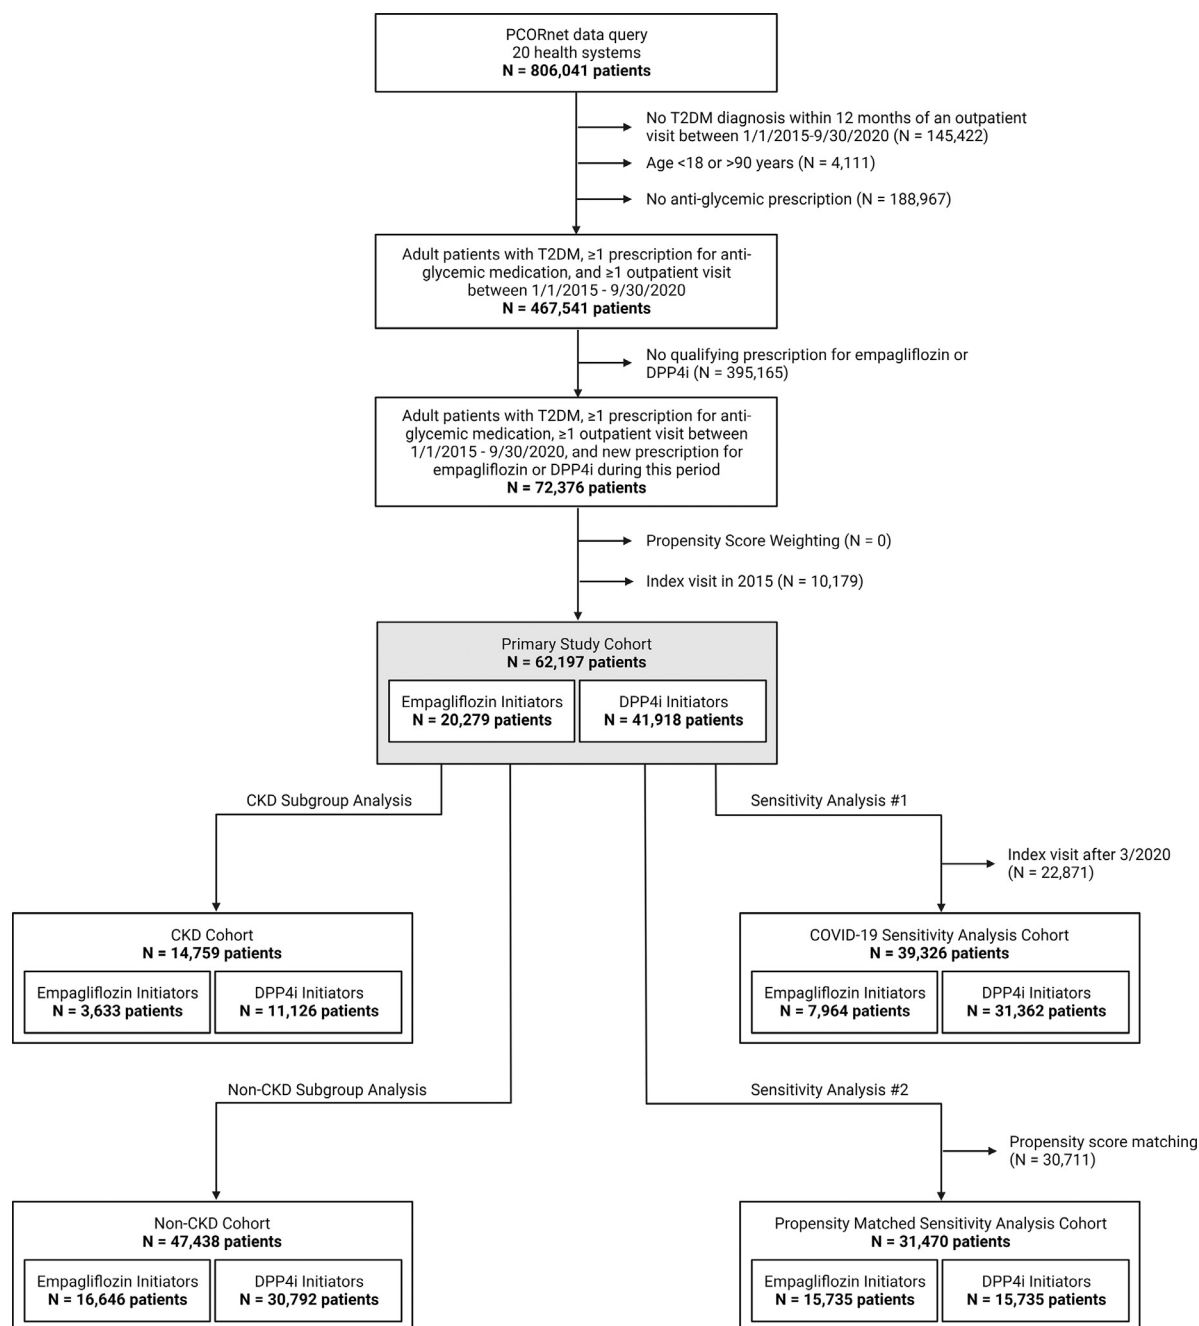 PCORnet data query
20 health systems
N = 806,041 patients
No T2DM diagnosis within 12 months of an outpatient
visit between 1/1/2015-9/30/2020 (N = 145,422)
Age <18 or >90 years (N = 4,111)
No anti-glycemic prescription (N = 188,967)
Adult patients with T2DM, ≥1 prescription for anti-
glycemic medication, and ≥1 outpatient visit
between 1/1/2015 - 9/30/2020
N = 467,541 patients
No qualifying prescription for empagliflozin or
DPP4i (N = 395,165)
Adult patients with T2DM, ≥1 prescription for anti-
glycemic medication, ≥1 outpatient visit between
1/1/2015 - 9/30/2020, and new prescription for
empagliflozin or DPP4i during this period
N = 72,376 patients
Propensity Score Weighting (N = 0)
Index visit in 2015 (N = 10,179)
Primary Study Cohort
N = 62,197 patients
Empagliflozin Initiators
N = 20,279 patients
DPP4i Initiators
N = 41,918 patients
CKD Subgroup Analysis
Sensitivity Analysis #1
Index visit after 3/2020
(N = 22,871)
CKD Cohort
N = 14,759 patients
Empagliflozin Initiators
N = 3,633 patients
DPP4i Initiators
N = 11,126 patients
COVID-19 Sensitivity Analysis Cohort
N = 39,326 patients
Empagliflozin Initiators
N = 7,964 patients
DPP4i Initiators
N = 31,362 patients
Non-CKD Subgroup Analysis
Sensitivity Analysis #2
Propensity score matching
(N = 30,711)
Non-CKD Cohort
N = 47,438 patients
Empagliflozin Initiators
N = 16,646 patients
DPP4i Initiators
N = 30,792 patients
Propensity Matched Sensitivity Analysis Cohort
N = 31,470 patients
Empagliflozin Initiators
N = 15,735 patients
DPP4i Initiators
N = 15,735 patients